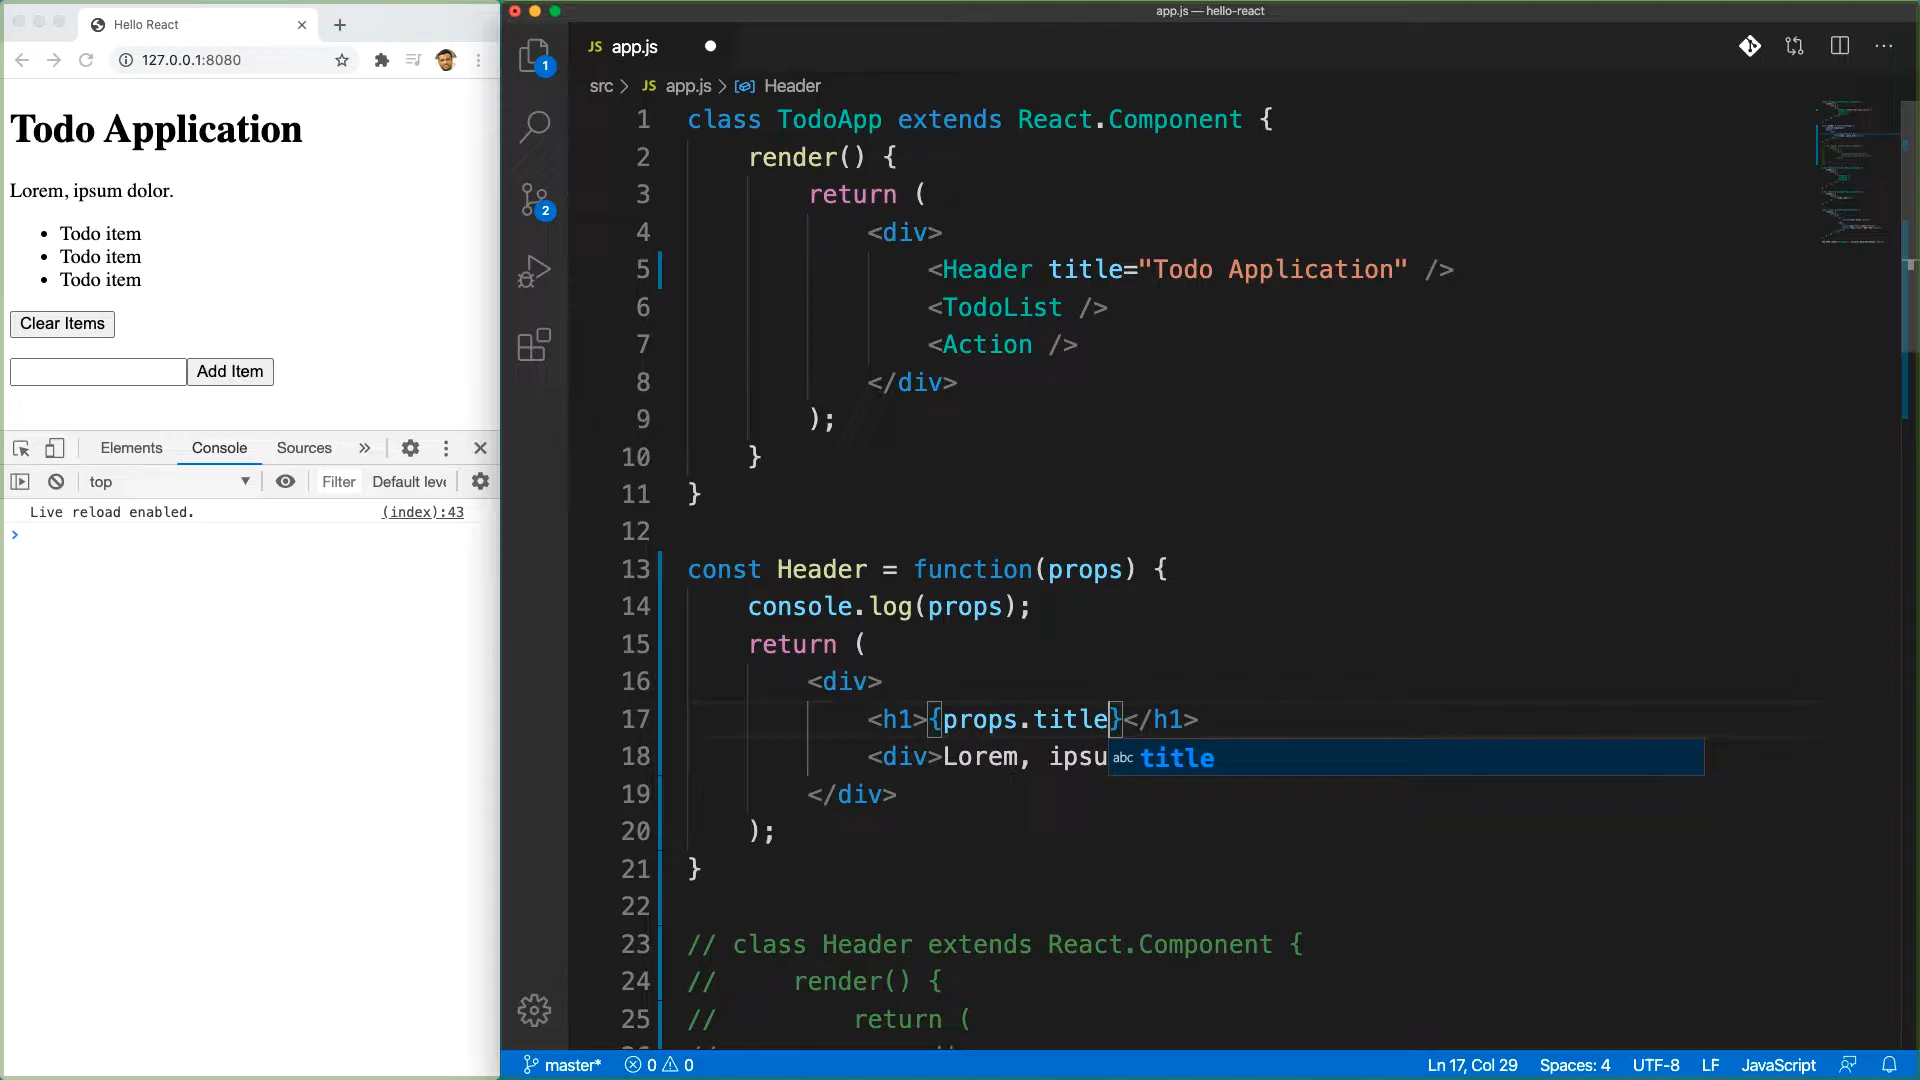 Hello React
127.0.0.1:8080
Todo Application
Lorem, ipsum dolor.
Todo item
Todo item
Todo item
Clear Items
Add Item
Elements
Console
Sources
top
Filter
Default leve
Live reload enabled.
(index):43
app.js — hello-react
JS app.js
1
2
src
JS app.js
Header
1 class TodoApp extends React.Component {
2 render() {
3 return (
4 <div>
5 <Header title="Todo Application" />
6 <TodoList />
7 <Action />
8 </div>
9 );
10 }
11 }
12
13 const Header = function(props) {
14 console.log(props);
15 return (
16 <div>
17 <h1>{props.title}</h1>
18 <div>Lorem, ipsu
abc title
19 </div>
20 );
21 }
22
23 // class Header extends React.Component {
24 // render() {
25 // return (
master*
0
0
Ln 17, Col 29
Spaces: 4
UTF-8
LF
JavaScript